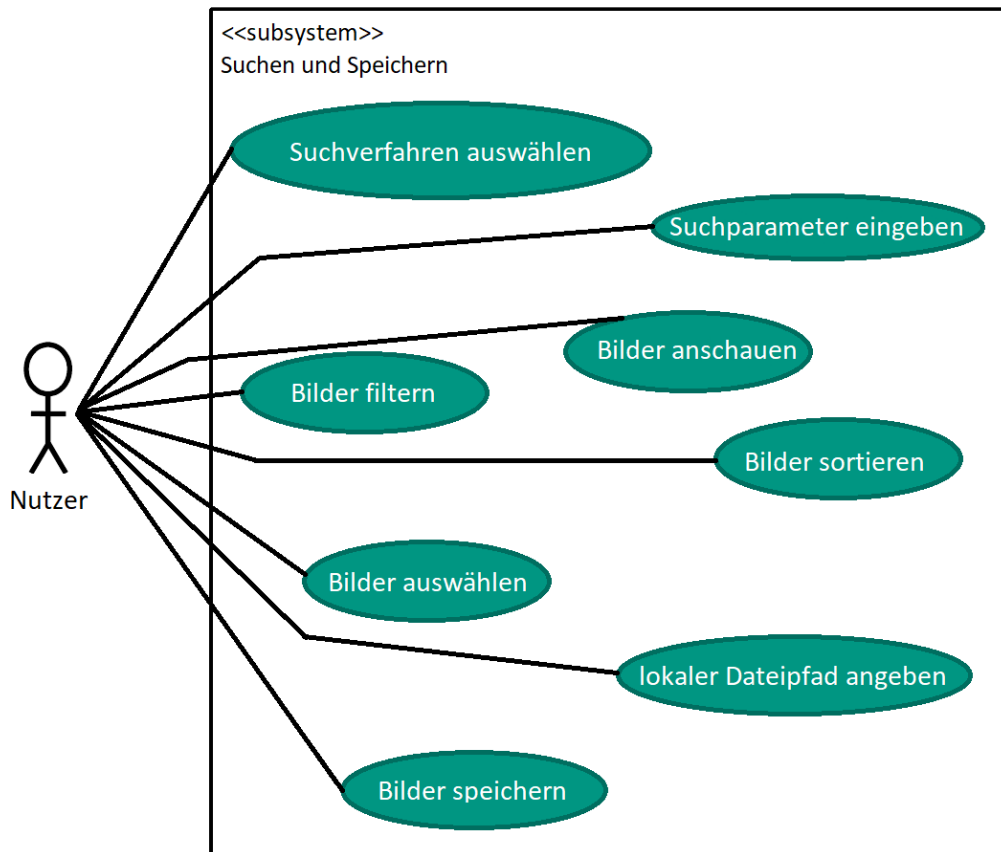 <<subsystem>>
Suchen und Speichern
Suchverfahren auswählen
Suchparameter eingeben
Bilder anschauen
Bilder filtern
Bilder sortieren
Nutzer
Bilder auswählen
lokaler Dateipfad angeben
Bilder speichern